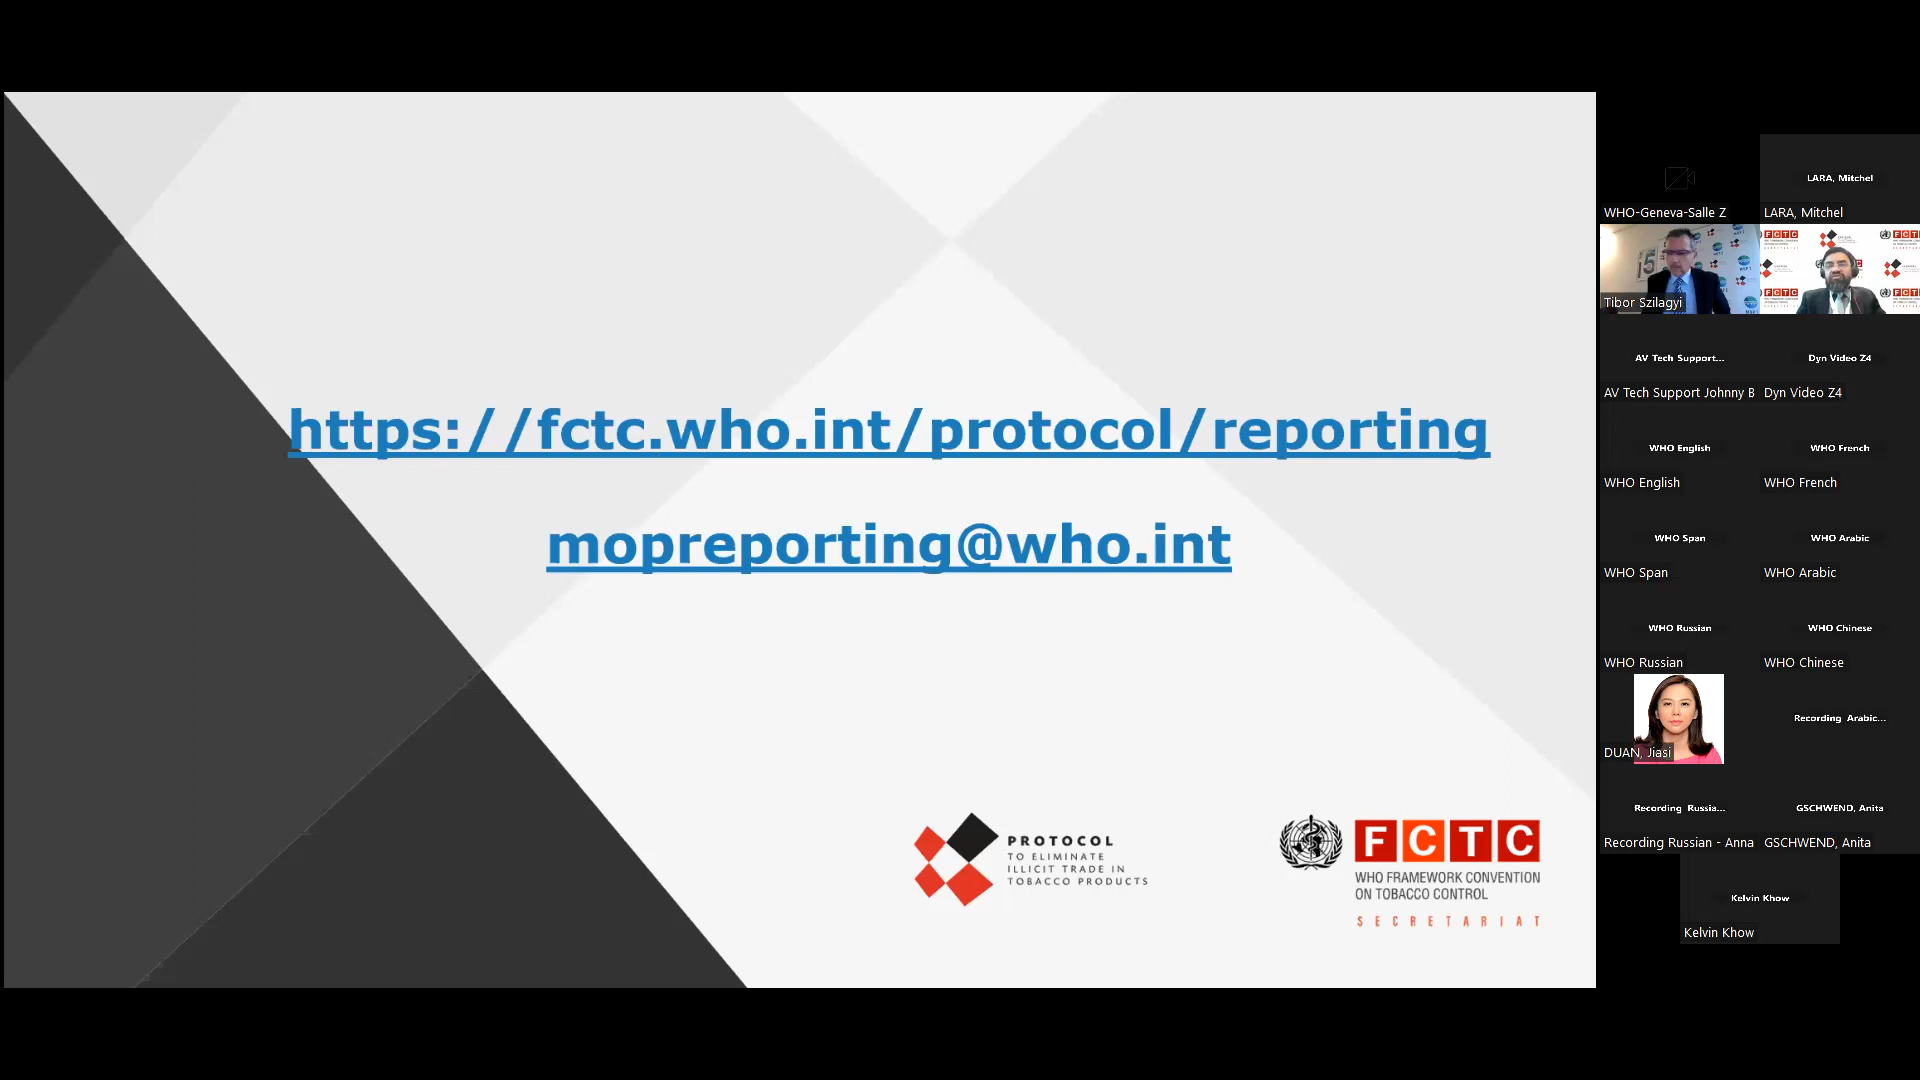 https://fctc.who.int/protocol/reporting
mopreporting@who.int
PROTOCOL
TO ELIMINATE
ILLICIT TRADE IN
TOBACCO PRODUCTS
FCTC
WHO FRAMEWORK CONVENTION
ON TOBACCO CONTROL
SECRETARIAT
WHO-Geneva-Salle Z
LARA, Mitchel
LARA, Mitchel
Tibor Szilagyi
FCTC
FCTC
FCTC
FCTC
AV Tech Support...
AV Tech Support Johnny B
Dyn Video Z4
Dyn Video Z4
WHO English
WHO English
WHO French
WHO French
WHO Span
WHO Span
WHO Arabic
WHO Arabic
WHO Russian
WHO Russian
WHO Chinese
WHO Chinese
DUAN, Jiasi
Recording Arabic...
Recording Russia...
Recording Russian - Anna
GSCHWEND, Anita
GSCHWEND, Anita
Kelvin Khow
Kelvin Khow